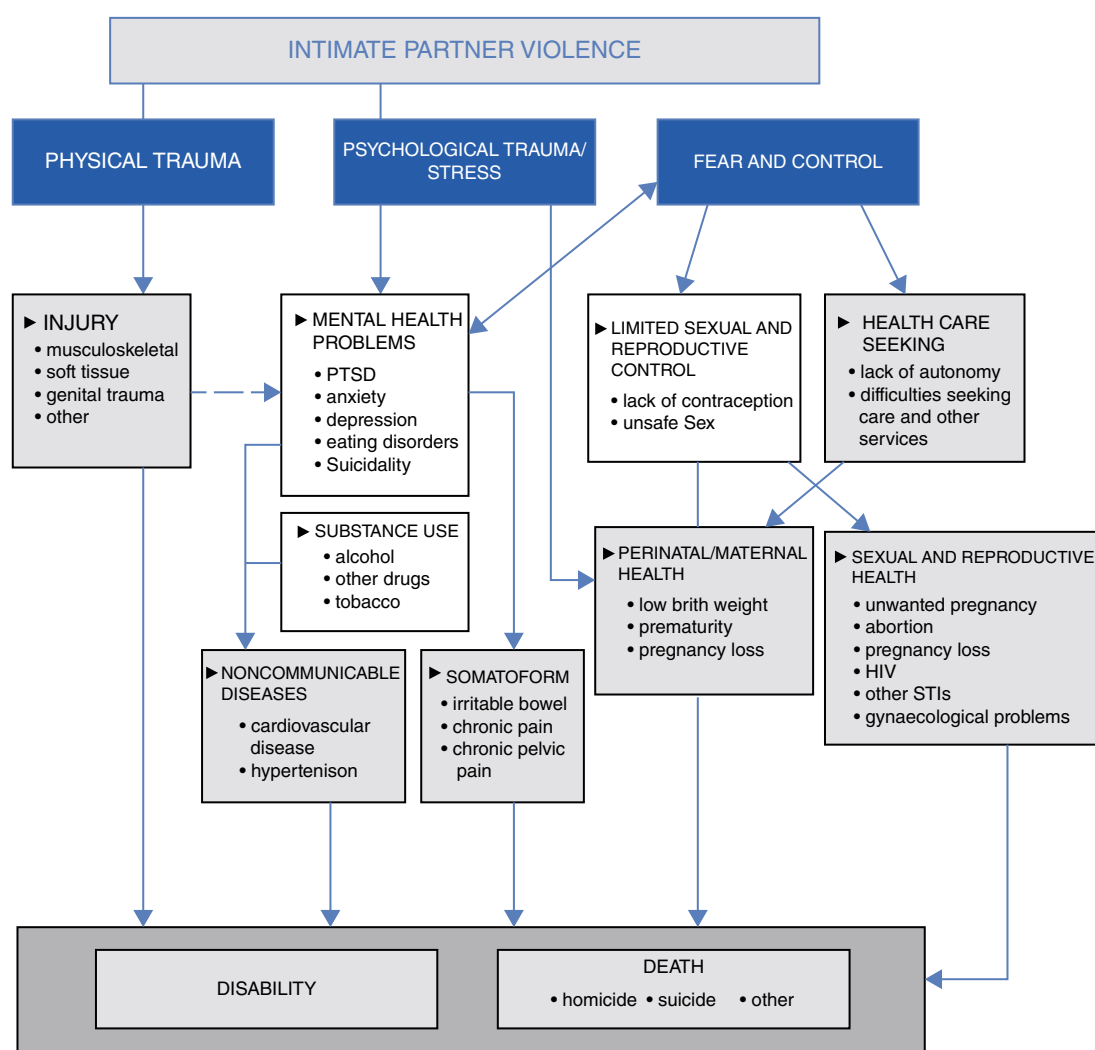 INTIMATE PARTNER VIOLENCE
PHYSICAL TRAUMA
PSYCHOLOGICAL TRAUMA/
STRESS
FEAR AND CONTROL
► INJURY
• musculoskeletal
• soft tissue
• genital trauma
• other
► MENTAL HEALTH
PROBLEMS
• PTSD
• anxiety
• depression
• eating disorders
• Suicidality
► LIMITED SEXUAL AND
REPRODUCTIVE
CONTROL
• lack of contraception
• unsafe Sex
► HEALTH CARE
SEEKING
• lack of autonomy
• difficulties seeking
care and other
services
► SUBSTANCE USE
• alcohol
• other drugs
• tobacco
► PERINATAL/MATERNAL
HEALTH
• low brith weight
• prematurity
• pregnancy loss
► SEXUAL AND REPRODUCTIVE
HEALTH
• unwanted pregnancy
• abortion
• pregnancy loss
• HIV
• other STIs
• gynaecological problems
► NONCOMMUNICABLE
DISEASES
• cardiovascular
disease
• hypertenison
► SOMATOFORM
• irritable bowel
• chronic pain
• chronic pelvic
pain
DISABILITY
DEATH
• homicide • suicide • other